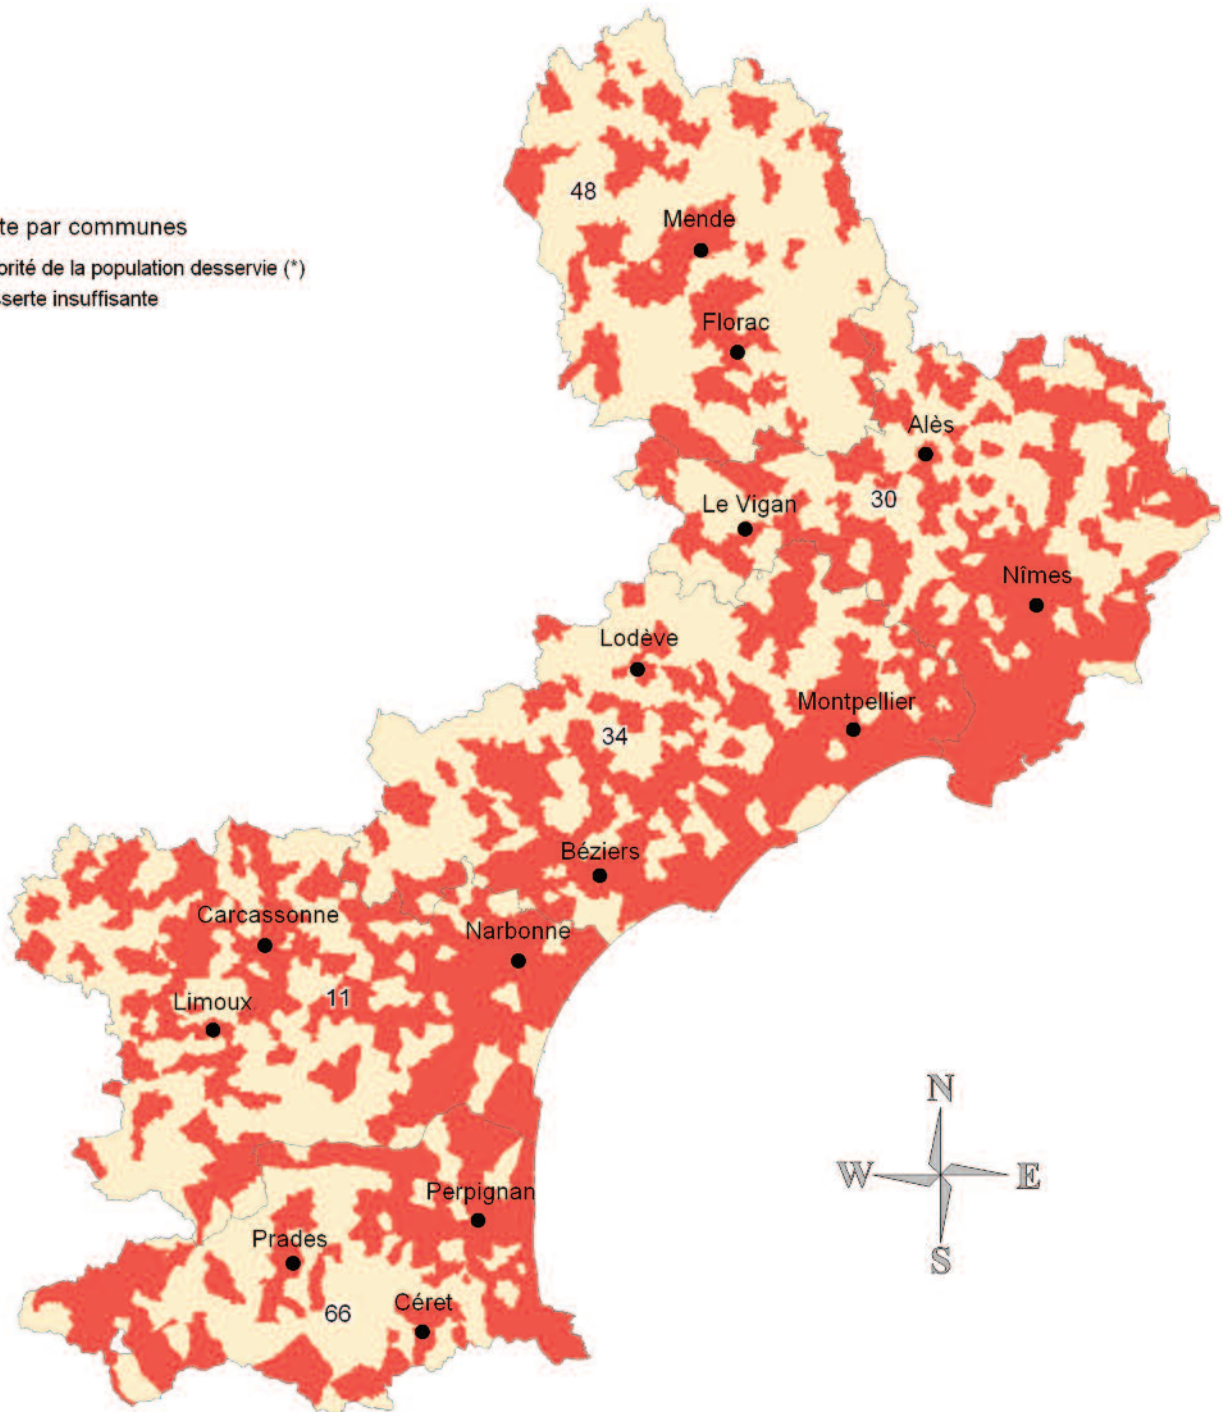 48
Mende
te par communes
orité de la population desservie (*)
sserte insuffisante
Florac
Alès
30
Le Vigan
Nîmes
Lodève
Montpellier
34
Béziers
Carcassonne
Narbonne
Limoux
11
N
W E
S
Perpignan
Prades
Céret
66